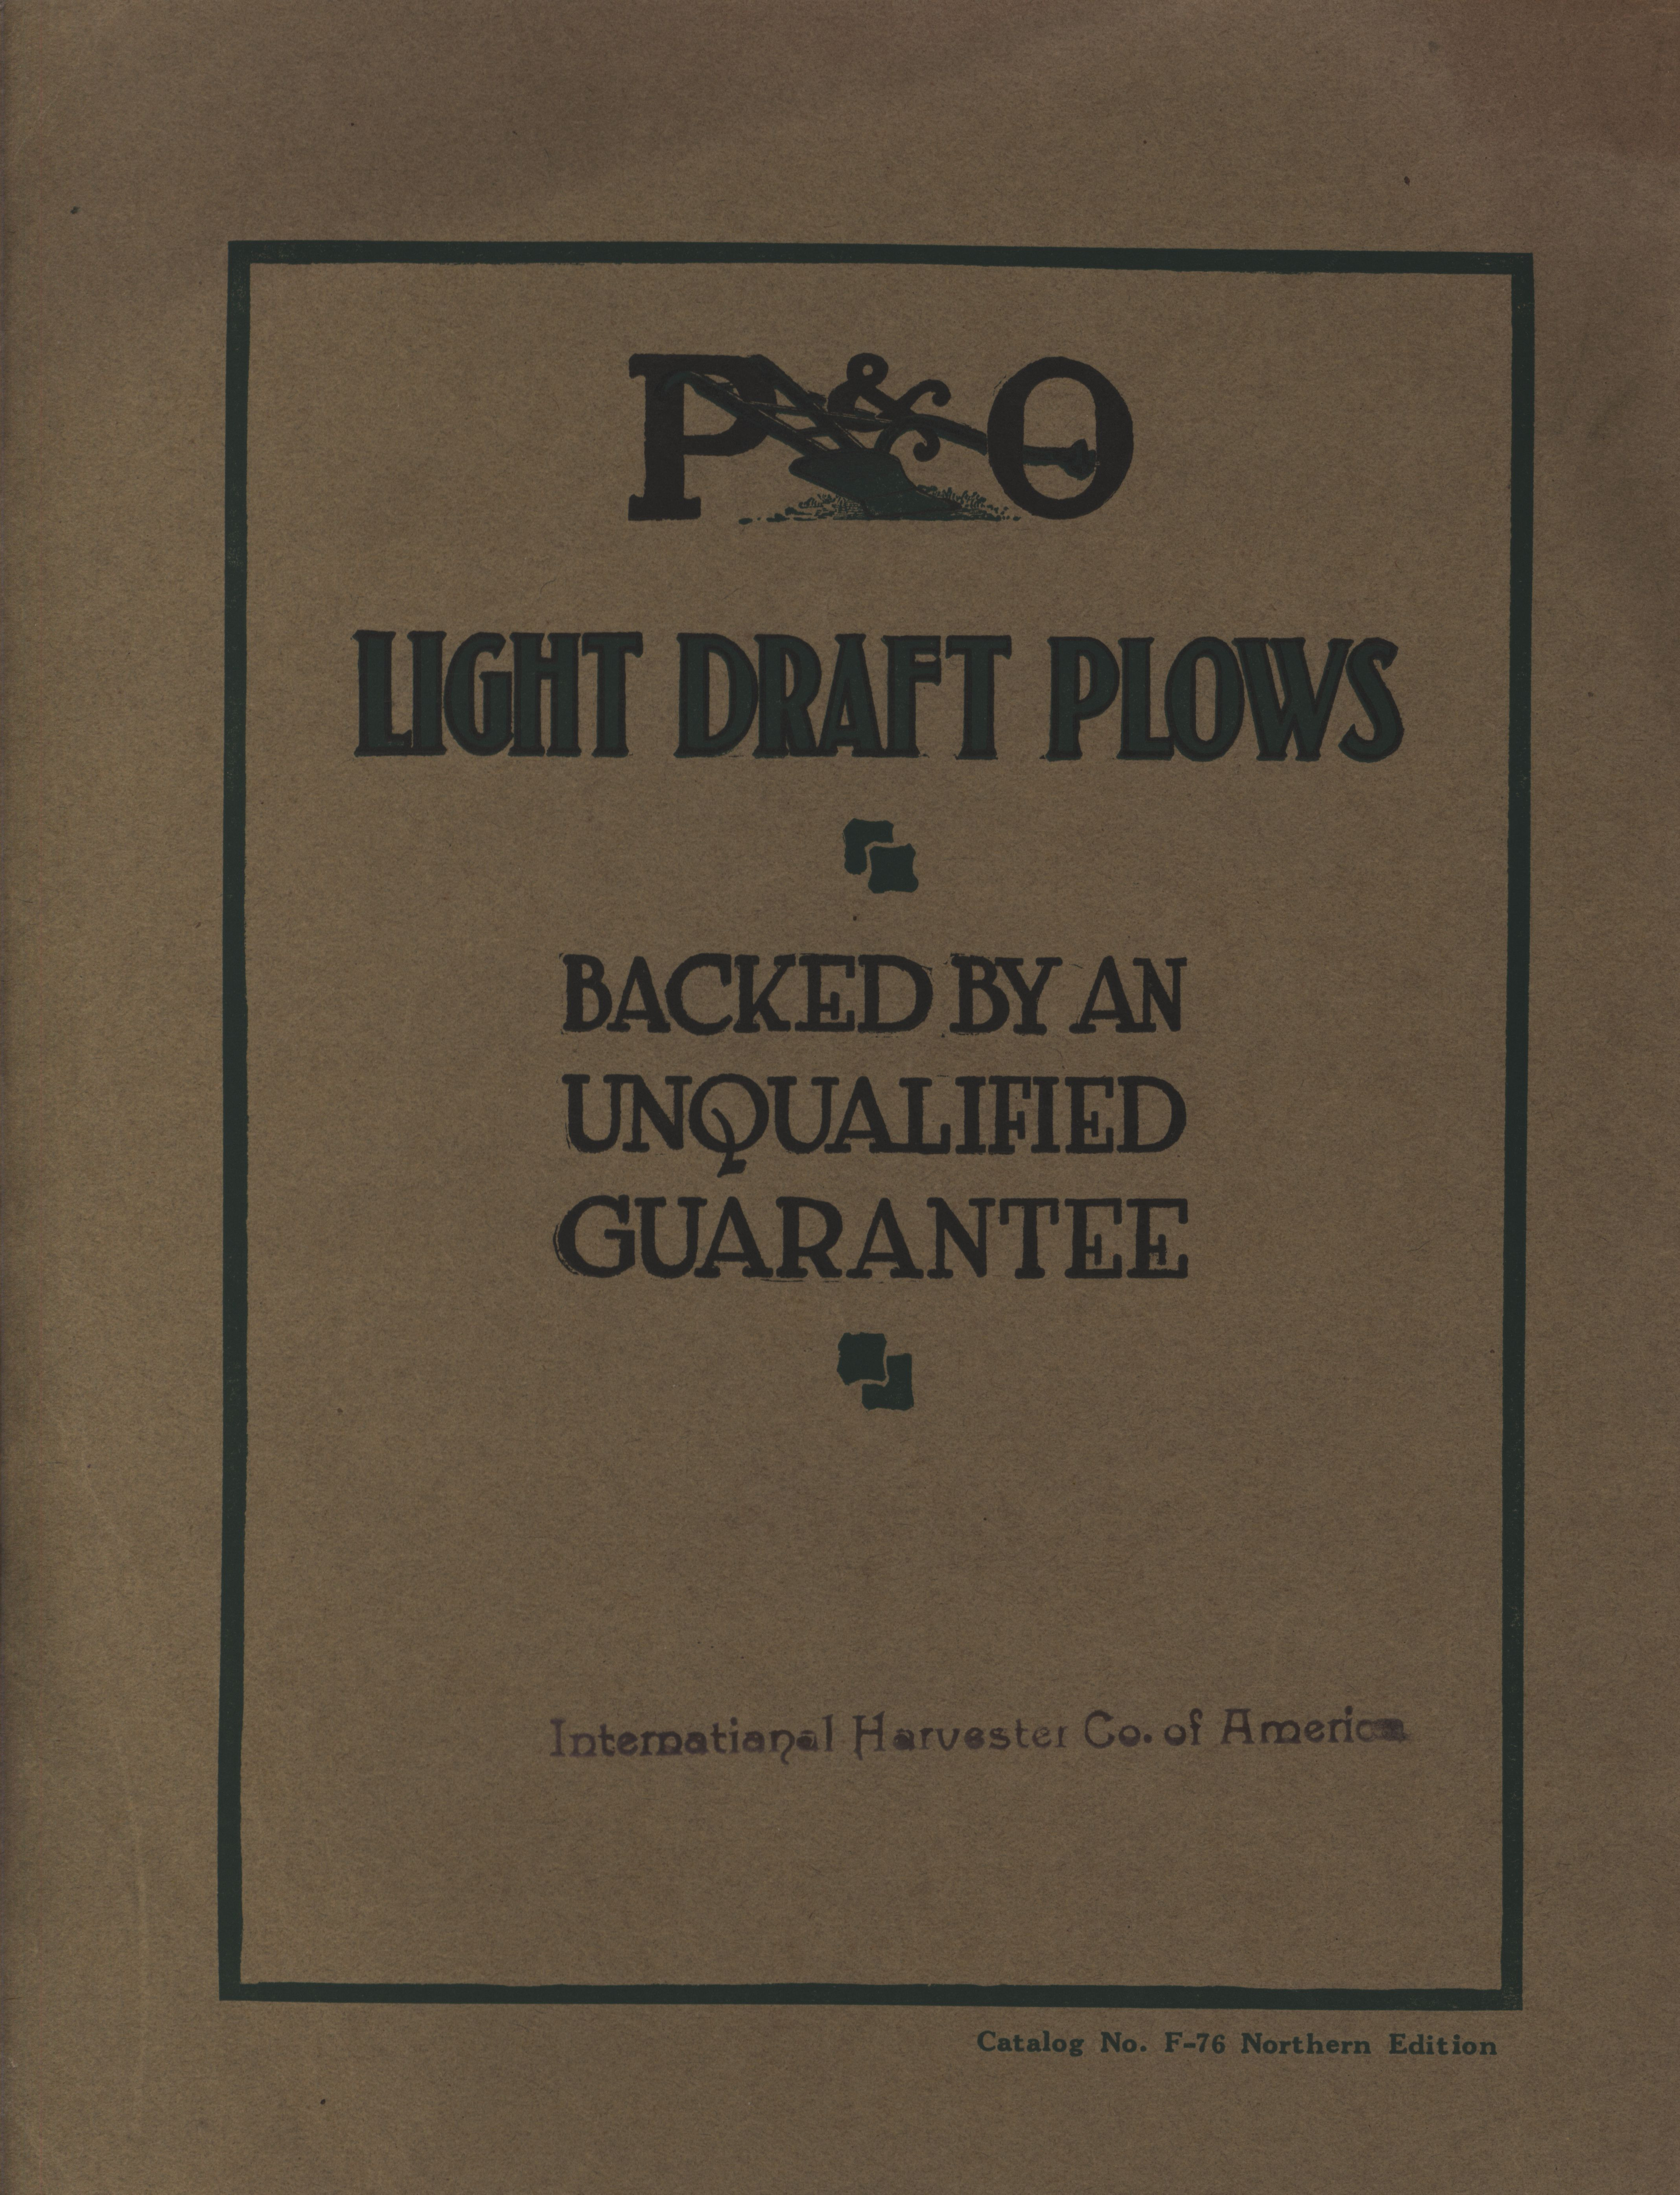 P & O
LIGHT DRAFT PLOWS
BACKED BY AN
UNQUALIFIED
GUARANTEE
International Harvester Co. of America
Catalog No. F-76 Northern Edition